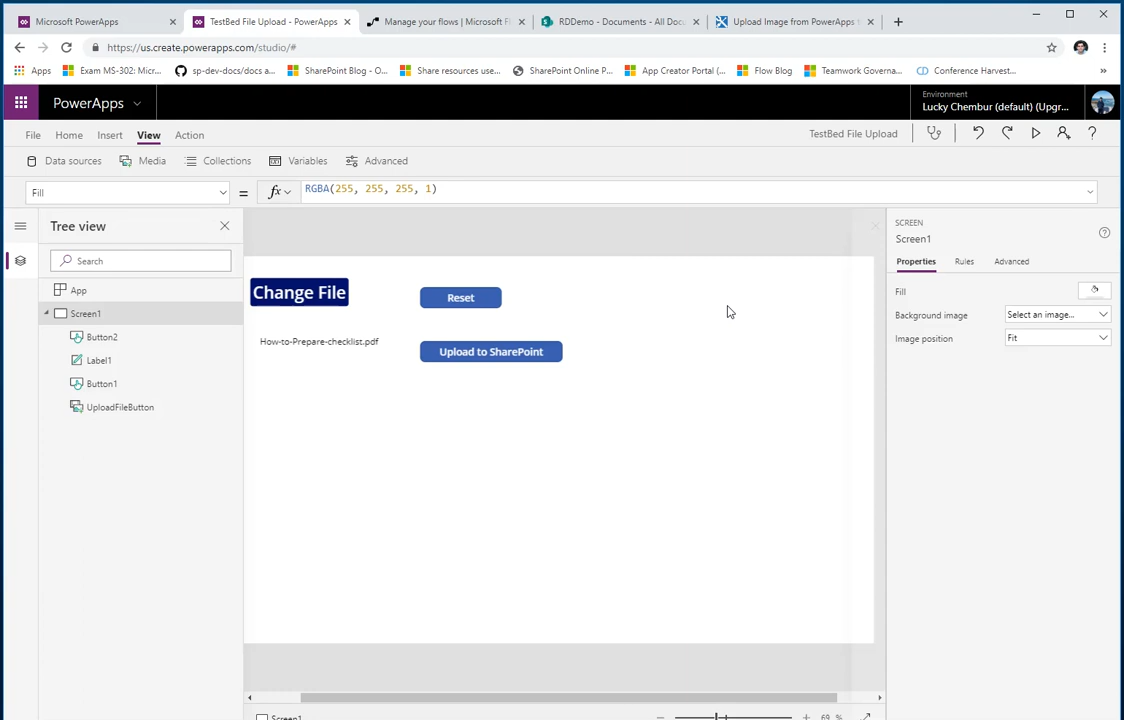 Microsoft PowerApps
TestBed File Upload - PowerApps
Manage your flows | Microsoft Fl
RDDemo - Documents - All Docu
Upload Image from PowerApps t
https://us.create.powerapps.com/studio/#
Apps
Exam MS-302: Micr...
sp-dev-docs/docs a...
SharePoint Blog - O...
Share resources use...
SharePoint Online P...
App Creator Portal (...
Flow Blog
Teamwork Governa...
Conference Harvest...
»
PowerApps
Environment
Lucky Chembur (default) (Upgr...
File
Home
Insert
View
Action
TestBed File Upload
?
Data sources
Media
Collections
Variables
Advanced
Fill
=
fx
RGBA(255, 255, 255, 1)
Tree view
Search
App
Screen1
Button2
Label1
Button1
UploadFileButton
Change File
Reset
How-to-Prepare-checklist.pdf
Upload to SharePoint
SCREEN
Screen1
Properties
Rules
Advanced
Fill
Background image
Select an image...
Image position
Fit
Screen1
69 %